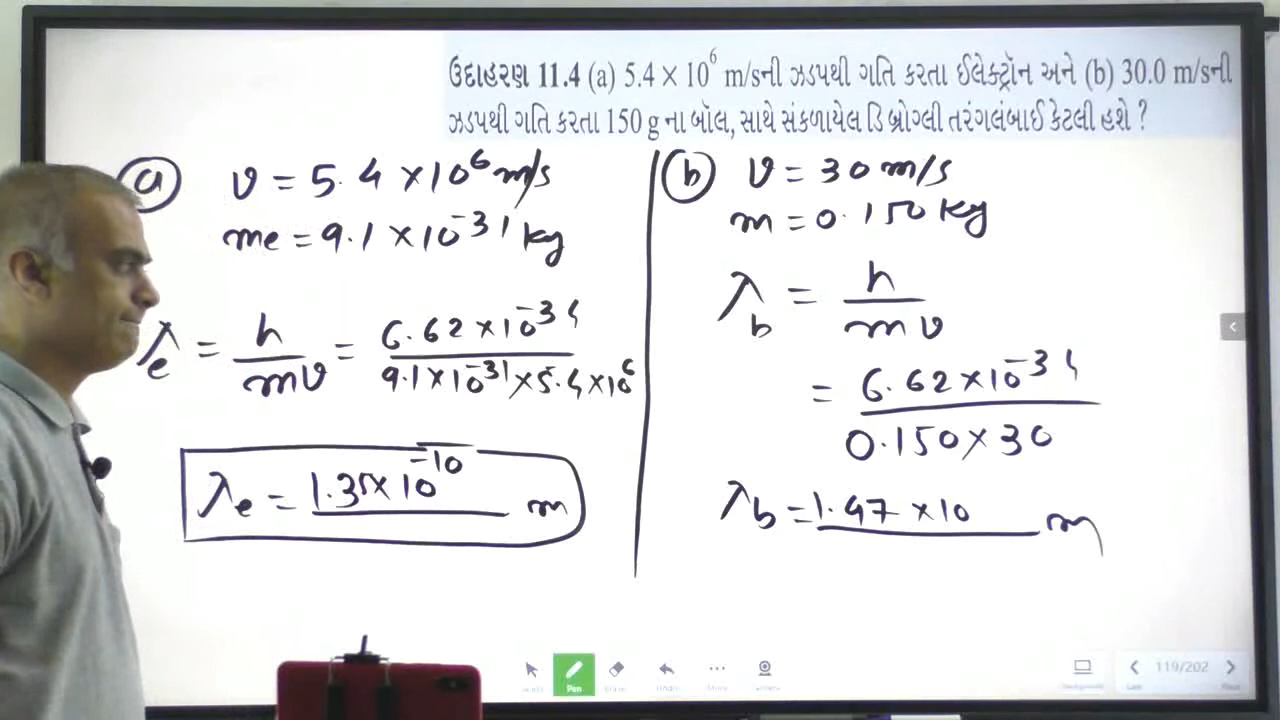 ઉદાહરણ 11.4 (a) 5.4 × 10⁶ m/sની ઝડપથી ગતિ કરતા ઈલેક્ટ્રૉન અને (b) 30.0 m/sની
ઝડપથી ગતિ કરતા 150 g ના બૉલ, સાથે સંકળાયેલ ડિ બ્રોગ્લી તરંગલંબાઈ કેટલી હશે ?
(a) v = 5.4 × 10⁶ m/s
me = 9.1 × 10⁻³¹ kg
λe = h / mv = 6.62 × 10⁻³⁴ / 9.1 × 10⁻³¹ × 5.4 × 10⁶
λe = 1.35 × 10⁻¹⁰ m
(b) v = 30 m/s
m = 0.150 kg
λb = h / mv
= 6.62 × 10⁻³⁴ / 0.150 × 30
λb = 1.47 × 10 m
Pen
119/202